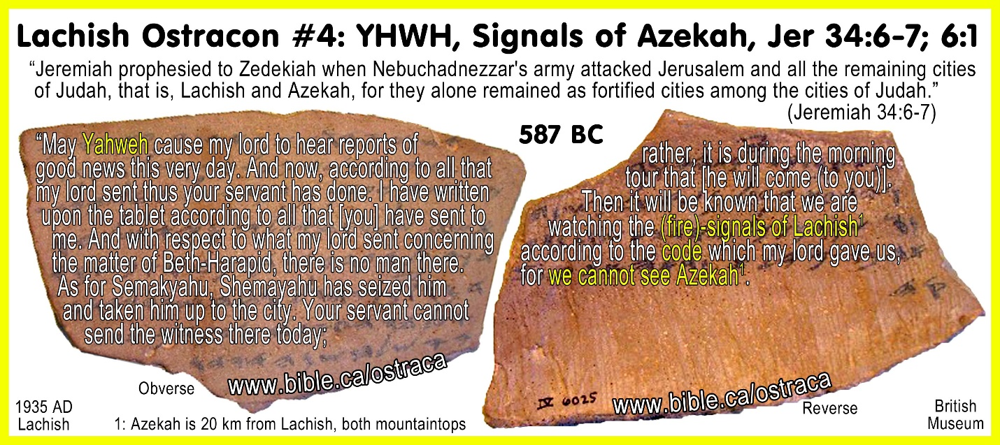 Lachish Ostracon #4: YHWH, Signals of Azekah, Jer 34:6-7; 6:1
“Jeremiah prophesied to Zedekiah when Nebuchadnezzar's army attacked Jerusalem and all the remaining cities
of Judah, that is, Lachish and Azekah, for they alone remained as fortified cities among the cities of Judah.”
(Jeremiah 34:6-7)
587 BC
“May Yahweh cause my lord to hear reports of
good news this very day. And now, according to all that
my lord sent thus your servant has done. I have written
upon the tablet according to all that [you] have sent to
me. And with respect to what my lord sent concerning
the matter of Beth-Harapid, there is no man there.
As for Semakyahu, Shemayahu has seized him
and taken him up to the city. Your servant cannot
send the witness there today;
www.bible.ca/ostraca
Obverse
1935 AD
Lachish
1: Azekah is 20 km from Lachish, both mountaintops
rather, it is during the morning
tour that [he will come (to you)].
Then it will be known that we are
watching the (fire)-signals of Lachish¹
according to the code which my lord gave us,
for we cannot see Azekah¹.
IV 6025
www.bible.ca/ostraca
Reverse
British
Museum